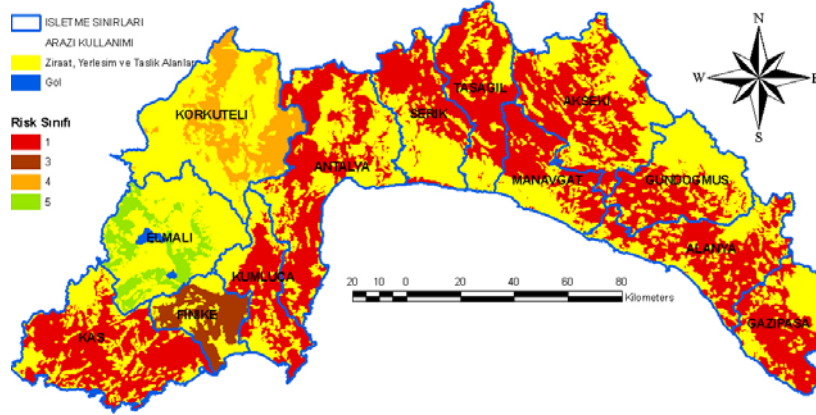 ISLETME SINIRLARI
ARAZI KULLANIMI
Ziraat, Yerlesim ve Taslik Alanlar
Göl
Risk Sınıfı
1
3
4
5
N
W
E
S
KORKUTELI
ANTALYA
SERIK
TASAGIL
AKSEKI
MANAVGAT
GUNDOGMUS
ELMALI
ALANYA
KUMLUCA
FINIKE
KAS
GAZIPASA
20 10 0 20 40 60 80
Kilometers